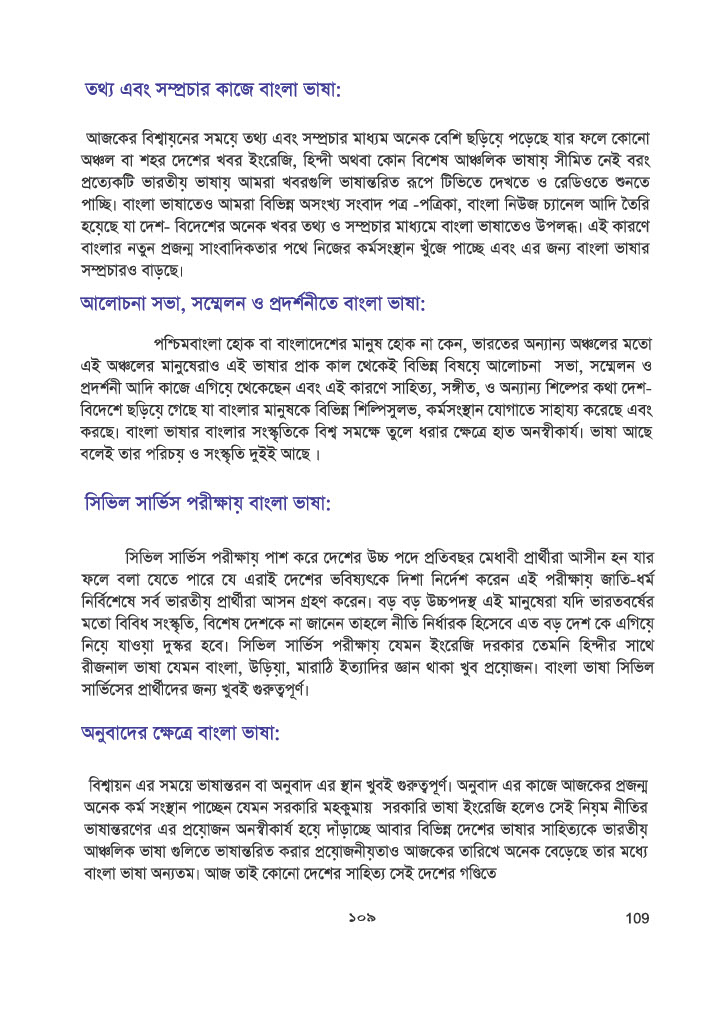 তথ্য এবং সম্প্রচার কাজে বাংলা ভাষা:
আজকের বিশ্বায়নের সময়ে তথ্য এবং সম্প্রচার মাধ্যম অনেক বেশি ছড়িয়ে পড়েছে যার ফলে কোনো
অঞ্চল বা শহর দেশের খবর ইংরেজি, হিন্দী অথবা কোন বিশেষ আঞ্চলিক ভাষায় সীমিত নেই বরং
প্রত্যেকটি ভারতীয় ভাষায় আমরা খবরগুলি ভাষান্তরিত রূপে টিভিতে দেখতে ও রেডিওতে শুনতে
পাচ্ছি। বাংলা ভাষাতেও আমরা বিভিন্ন অসংখ্য সংবাদ পত্র -পত্রিকা, বাংলা নিউজ চ্যানেল আদি তৈরি
হয়েছে যা দেশ- বিদেশের অনেক খবর তথ্য ও সম্প্রচার মাধ্যমে বাংলা ভাষাতেও উপলব্ধ। এই কারণে
বাংলার নতুন প্রজন্ম সাংবাদিকতার পথে নিজের কর্মসংস্থান খুঁজে পাচ্ছে এবং এর জন্য বাংলা ভাষার
সম্প্রচারও বাড়ছে।
আলোচনা সভা, সম্মেলন ও প্রদর্শনীতে বাংলা ভাষা:
পশ্চিমবাংলা হোক বা বাংলাদেশের মানুষ হোক না কেন, ভারতের অন্যান্য অঞ্চলের মতো
এই অঞ্চলের মানুষেরাও এই ভাষার প্রাক কাল থেকেই বিভিন্ন বিষয়ে আলোচনা সভা, সম্মেলন ও
প্রদর্শনী আদি কাজে এগিয়ে থেকেছেন এবং এই কারণে সাহিত্য, সঙ্গীত, ও অন্যান্য শিল্পের কথা দেশ-
বিদেশে ছড়িয়ে গেছে যা বাংলার মানুষকে বিভিন্ন শিল্পিসুলভ, কর্মসংস্থান যোগাতে সাহায্য করেছে এবং
করছে। বাংলা ভাষার বাংলার সংস্কৃতিকে বিশ্ব সমক্ষে তুলে ধরার ক্ষেত্রে হাত অনস্বীকার্য। ভাষা আছে
বলেই তার পরিচয় ও সংস্কৃতি দুইই আছে ।
সিভিল সার্ভিস পরীক্ষায় বাংলা ভাষা:
সিভিল সার্ভিস পরীক্ষায় পাশ করে দেশের উচ্চ পদে প্রতিবছর মেধাবী প্রার্থীরা আসীন হন যার
ফলে বলা যেতে পারে যে এরাই দেশের ভবিষ্যৎকে দিশা নির্দেশ করেন এই পরীক্ষায় জাতি-ধর্ম
নির্বিশেষে সর্ব ভারতীয় প্রার্থীরা আসন গ্রহণ করেন। বড় বড় উচ্চপদস্থ এই মানুষেরা যদি ভারতবর্ষের
মতো বিবিধ সংস্কৃতি, বিশেষ দেশকে না জানেন তাহলে নীতি নির্ধারক হিসেবে এত বড় দেশ কে এগিয়ে
নিয়ে যাওয়া দুস্কর হবে। সিভিল সার্ভিস পরীক্ষায় যেমন ইংরেজি দরকার তেমনি হিন্দীর সাথে
রীজনাল ভাষা যেমন বাংলা, উড়িয়া, মারাঠি ইত্যাদির জ্ঞান থাকা খুব প্রয়োজন। বাংলা ভাষা সিভিল
সার্ভিসের প্রার্থীদের জন্য খুবই গুরুত্বপূর্ণ।
অনুবাদের ক্ষেত্রে বাংলা ভাষা:
বিশ্বায়ন এর সময়ে ভাষান্তরন বা অনুবাদ এর স্থান খুবই গুরুত্বপূর্ণ। অনুবাদ এর কাজে আজকের প্রজন্ম
অনেক কর্ম সংস্থান পাচ্ছেন যেমন সরকারি মহকুমায় সরকারি ভাষা ইংরেজি হলেও সেই নিয়ম নীতির
ভাষান্তরণের এর প্রয়োজন অনস্বীকার্য হয়ে দাঁড়াচ্ছে আবার বিভিন্ন দেশের ভাষার সাহিত্যকে ভারতীয়
আঞ্চলিক ভাষা গুলিতে ভাষান্তরিত করার প্রয়োজনীয়তাও আজকের তারিখে অনেক বেড়েছে তার মধ্যে
বাংলা ভাষা অন্যতম। আজ তাই কোনো দেশের সাহিত্য সেই দেশের গণ্ডিতে
১০৯ 109